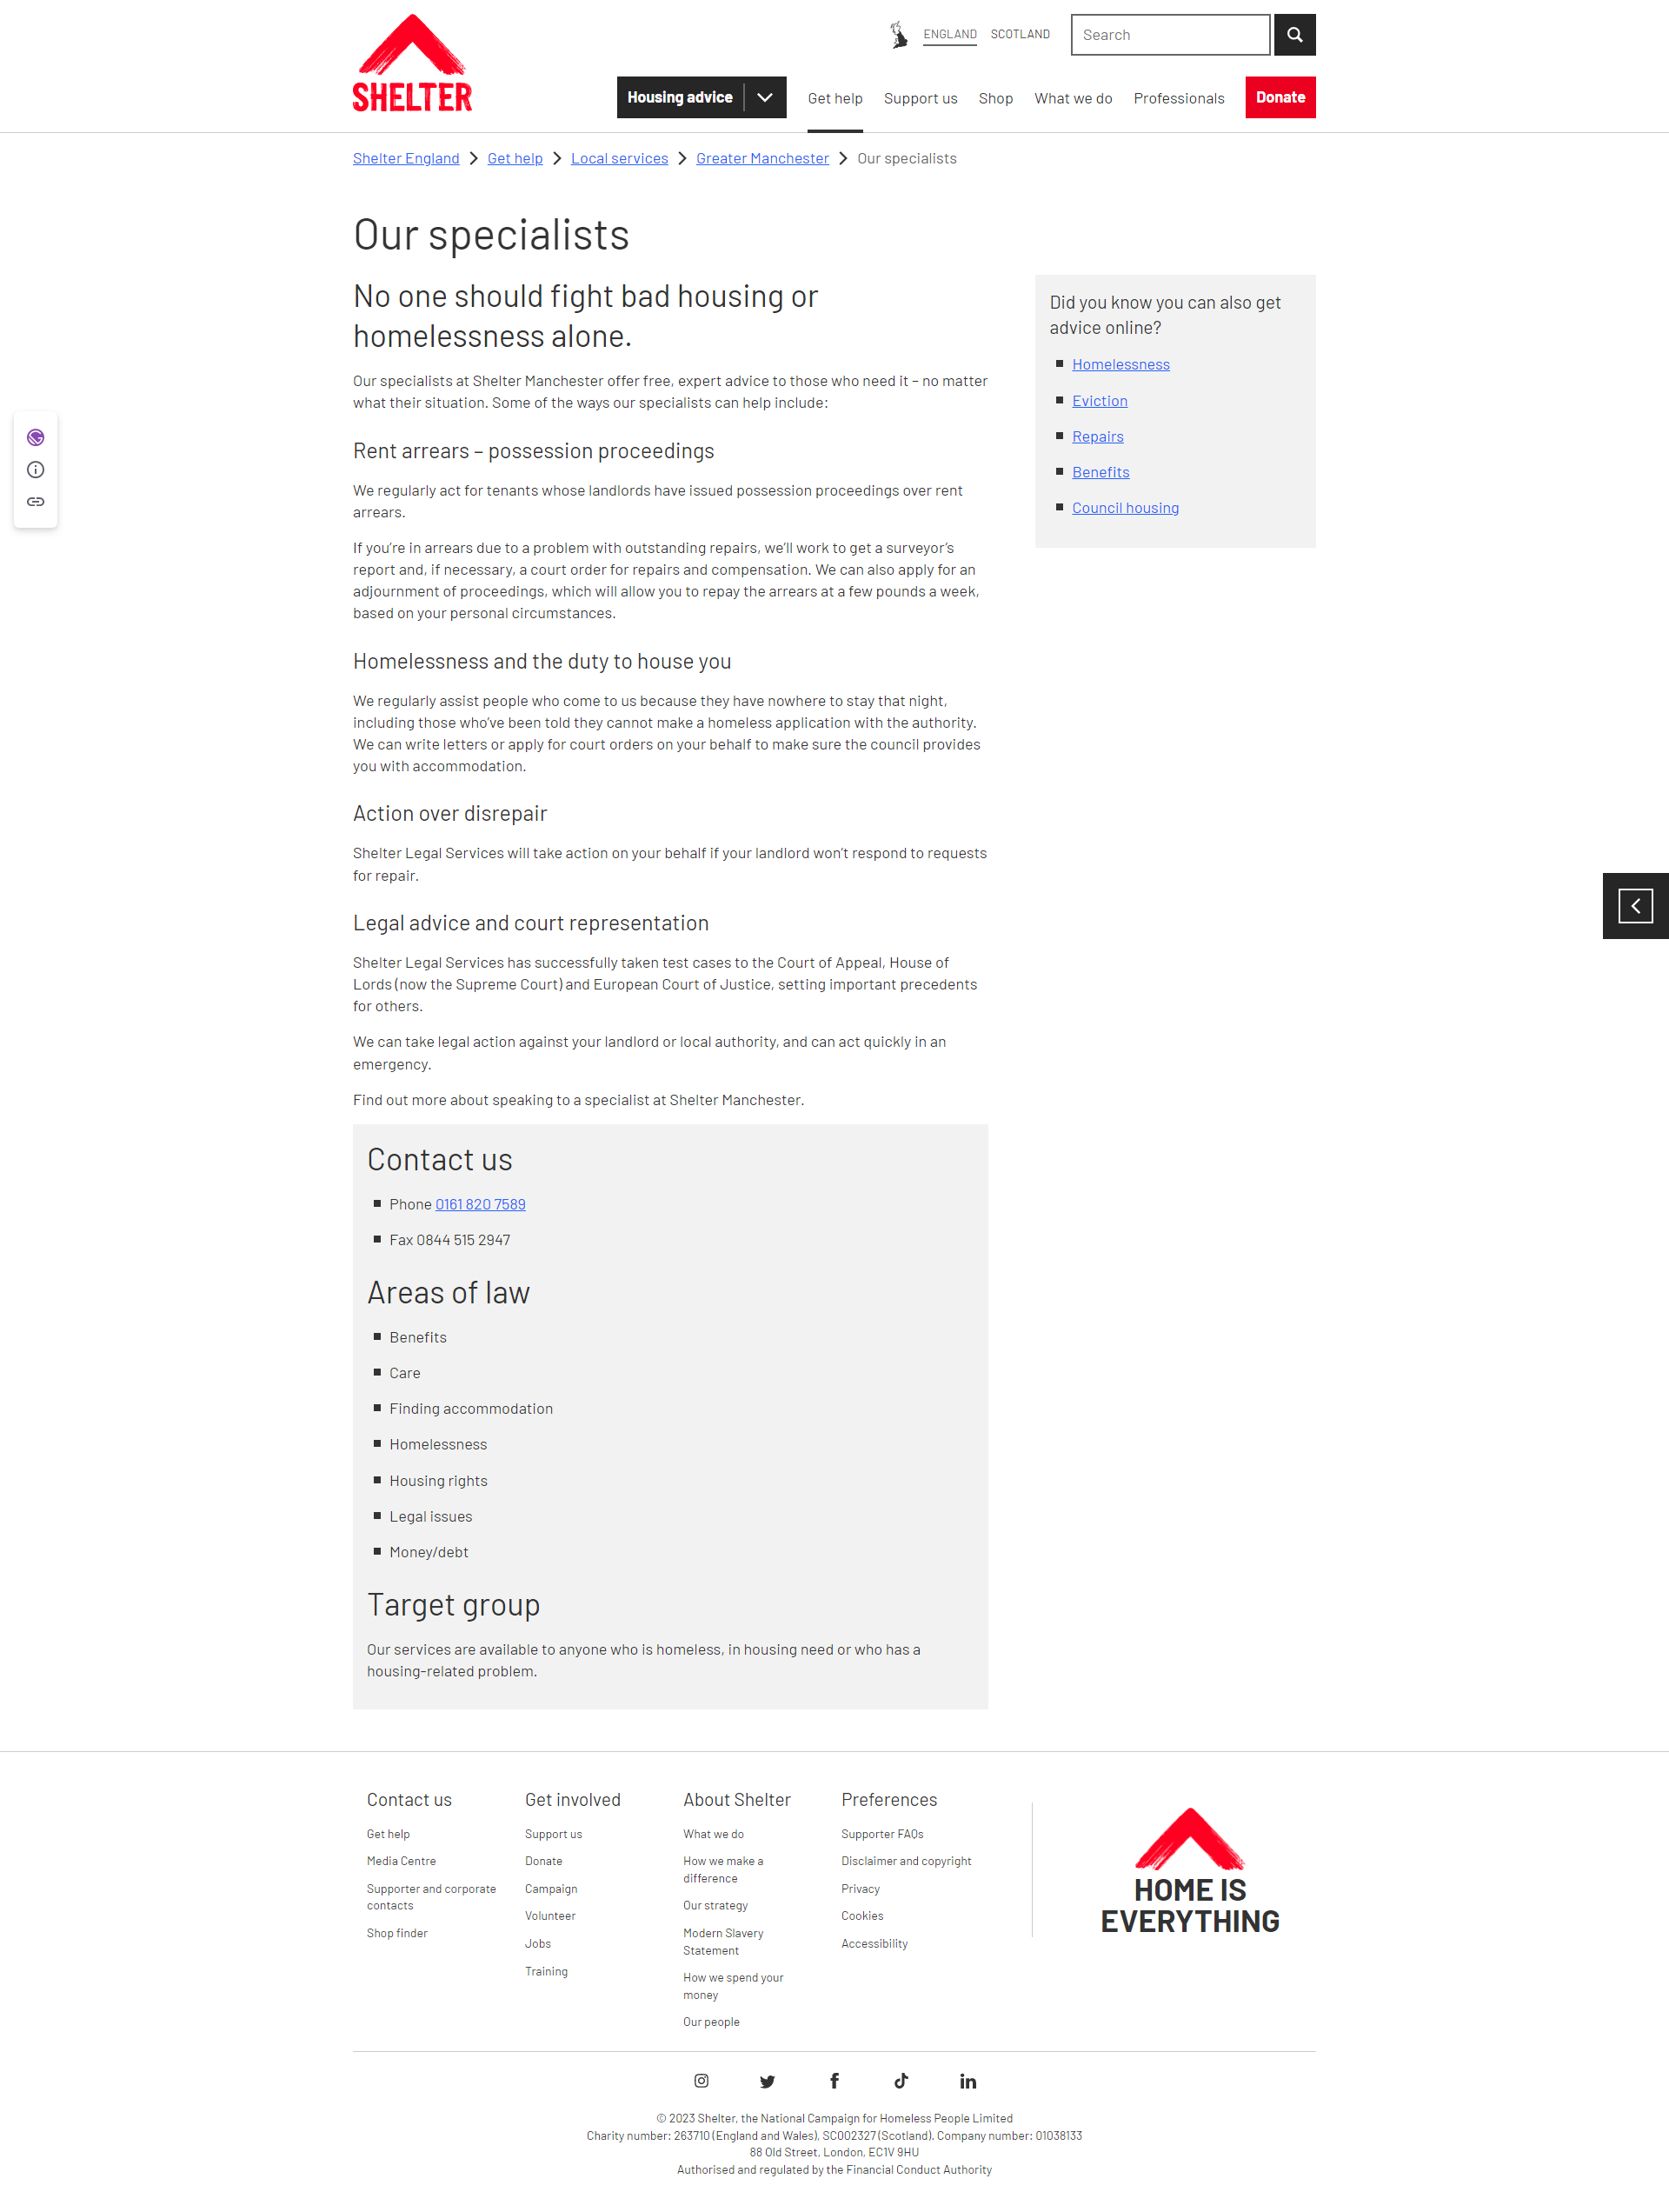 SHELTER
ENGLAND
SCOTLAND
Search
Housing advice
Get help
Support us
Shop
What we do
Professionals
Donate
Shelter England
Get help
Local services
Greater Manchester
Our specialists
Our specialists
No one should fight bad housing or
homelessness alone.
Our specialists at Shelter Manchester offer free, expert advice to those who need it – no matter
what their situation. Some of the ways our specialists can help include:
Rent arrears – possession proceedings
We regularly act for tenants whose landlords have issued possession proceedings over rent
arrears.
If you’re in arrears due to a problem with outstanding repairs, we’ll work to get a surveyor’s
report and, if necessary, a court order for repairs and compensation. We can also apply for an
adjournment of proceedings, which will allow you to repay the arrears at a few pounds a week,
based on your personal circumstances.
Homelessness and the duty to house you
We regularly assist people who come to us because they have nowhere to stay that night,
including those who’ve been told they cannot make a homeless application with the authority.
We can write letters or apply for court orders on your behalf to make sure the council provides
you with accommodation.
Action over disrepair
Shelter Legal Services will take action on your behalf if your landlord won’t respond to requests
for repair.
Legal advice and court representation
Shelter Legal Services has successfully taken test cases to the Court of Appeal, House of
Lords (now the Supreme Court) and European Court of Justice, setting important precedents
for others.
We can take legal action against your landlord or local authority, and can act quickly in an
emergency.
Find out more about speaking to a specialist at Shelter Manchester.
Contact us
Phone 0161 820 7589
Fax 0844 515 2947
Areas of law
Benefits
Care
Finding accommodation
Homelessness
Housing rights
Legal issues
Money/debt
Target group
Our services are available to anyone who is homeless, in housing need or who has a
housing-related problem.
Did you know you can also get
advice online?
Homelessness
Eviction
Repairs
Benefits
Council housing
Contact us
Get help
Media Centre
Supporter and corporate
contacts
Shop finder
Get involved
Support us
Donate
Campaign
Volunteer
Jobs
Training
About Shelter
What we do
How we make a
difference
Our strategy
Modern Slavery
Statement
How we spend your
money
Our people
Preferences
Supporter FAQs
Disclaimer and copyright
Privacy
Cookies
Accessibility
HOME IS
EVERYTHING
© 2023 Shelter, the National Campaign for Homeless People Limited
Charity number: 263710 (England and Wales), SC002327 (Scotland). Company number: 01038133
88 Old Street, London, EC1V 9HU
Authorised and regulated by the Financial Conduct Authority